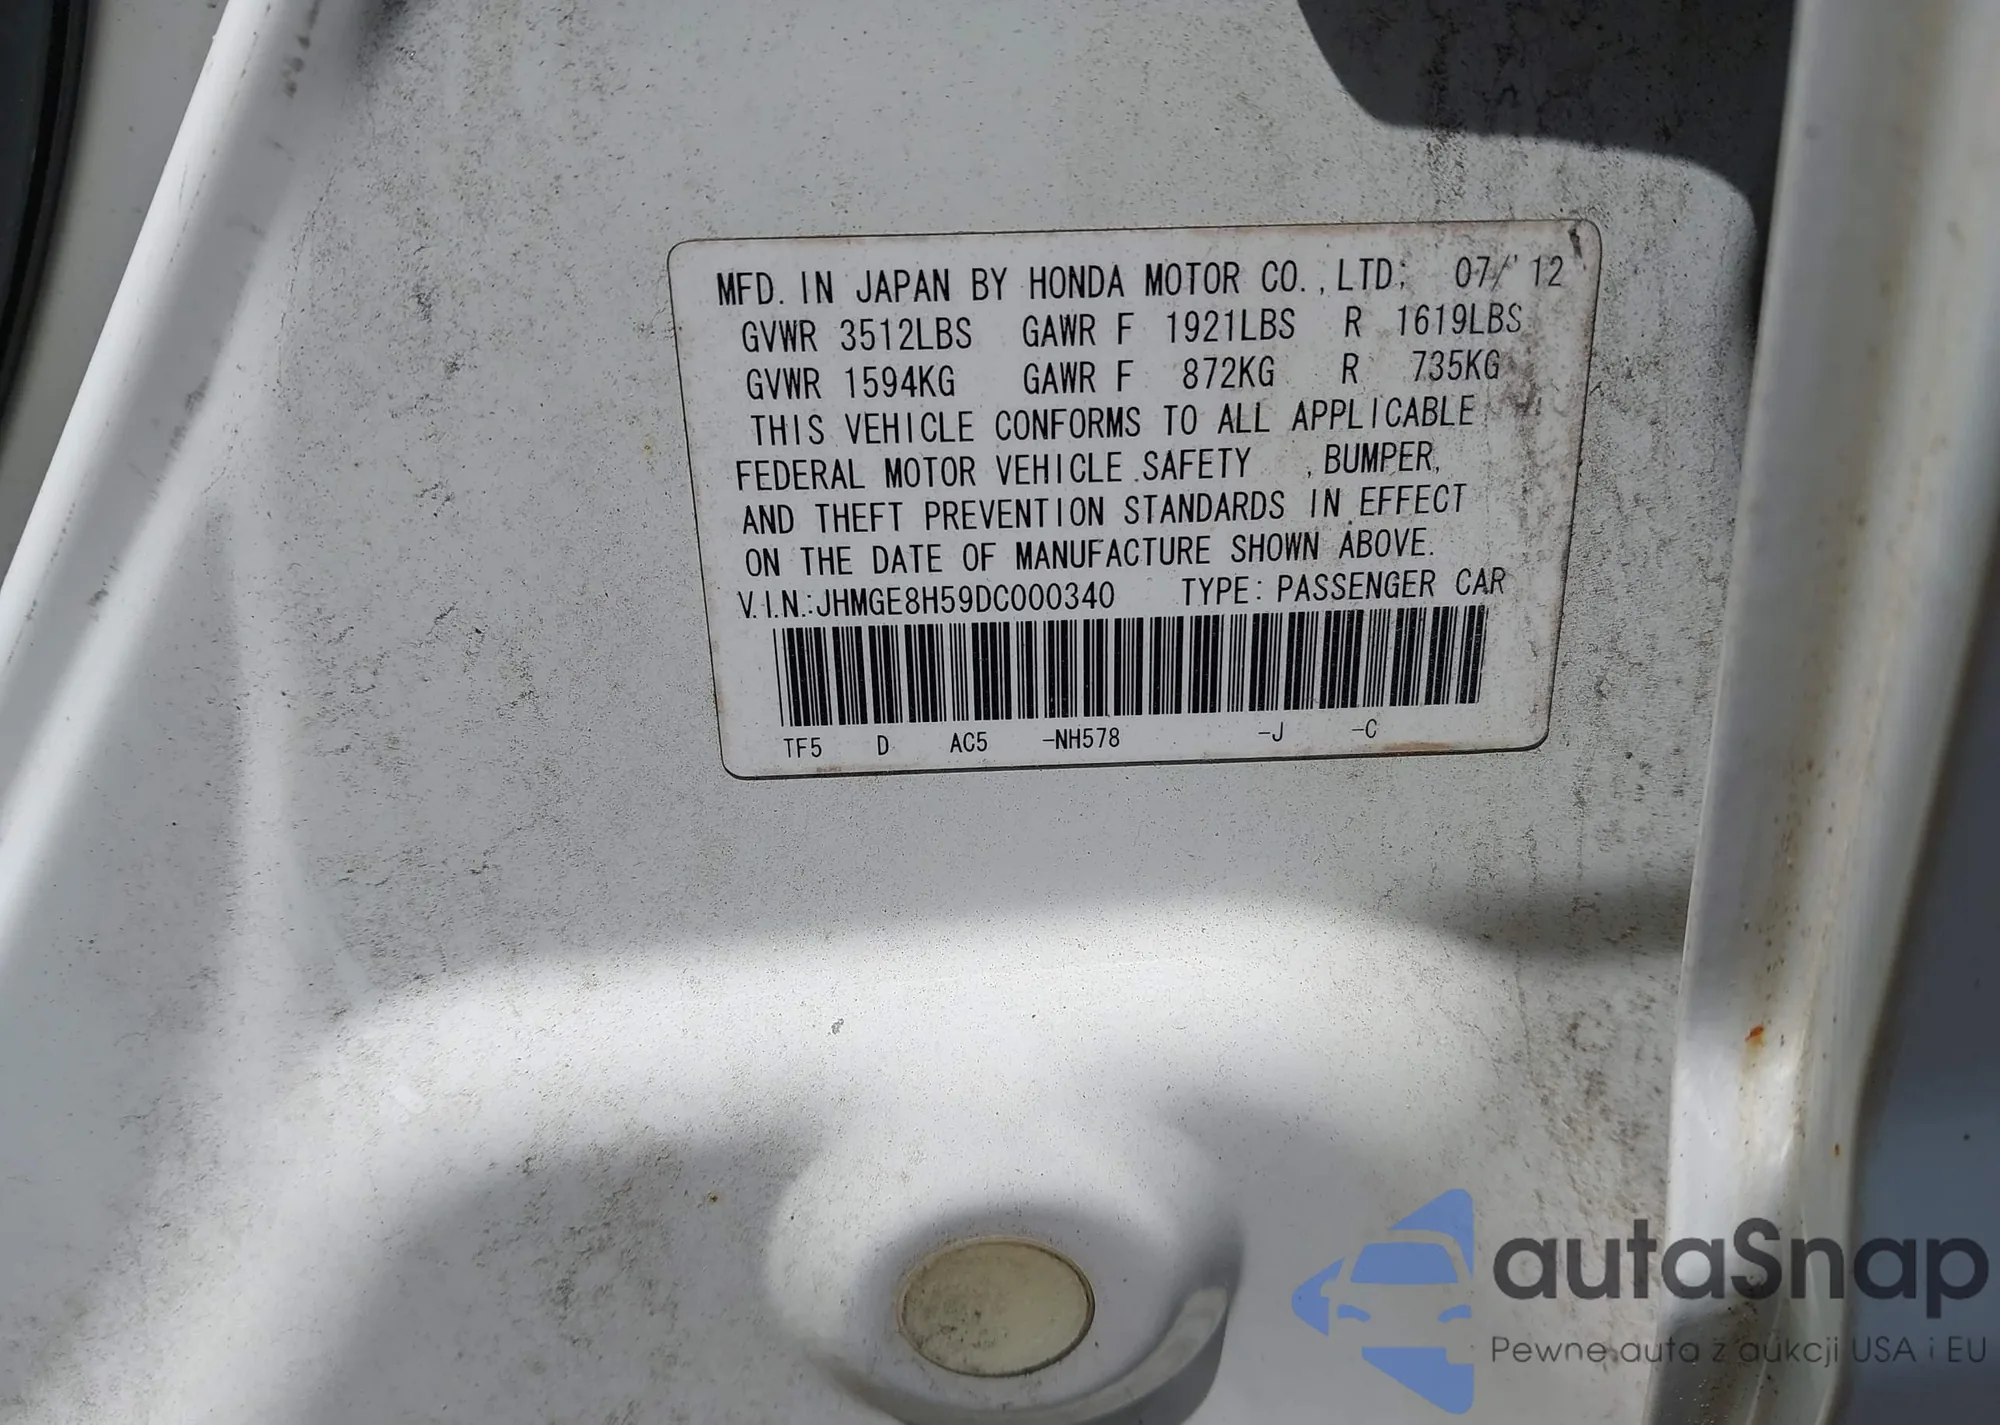 MFD. IN JAPAN BY HONDA MOTOR CO.,LTD; 07/'12
GVWR 3512LBS GAWR F 1921LBS R 1619LBS
GVWR 1594KG GAWR F 872KG R 735KG
THIS VEHICLE CONFORMS TO ALL APPLICABLE
FEDERAL MOTOR VEHICLE SAFETY , BUMPER,
AND THEFT PREVENTION STANDARDS IN EFFECT
ON THE DATE OF MANUFACTURE SHOWN ABOVE.
V.I.N.:JHMGE8H59DC000340 TYPE: PASSENGER CAR
TF5 D AC5 -NH578 -J -C
autaSnap
Pewne auta z aukcji USA i EU